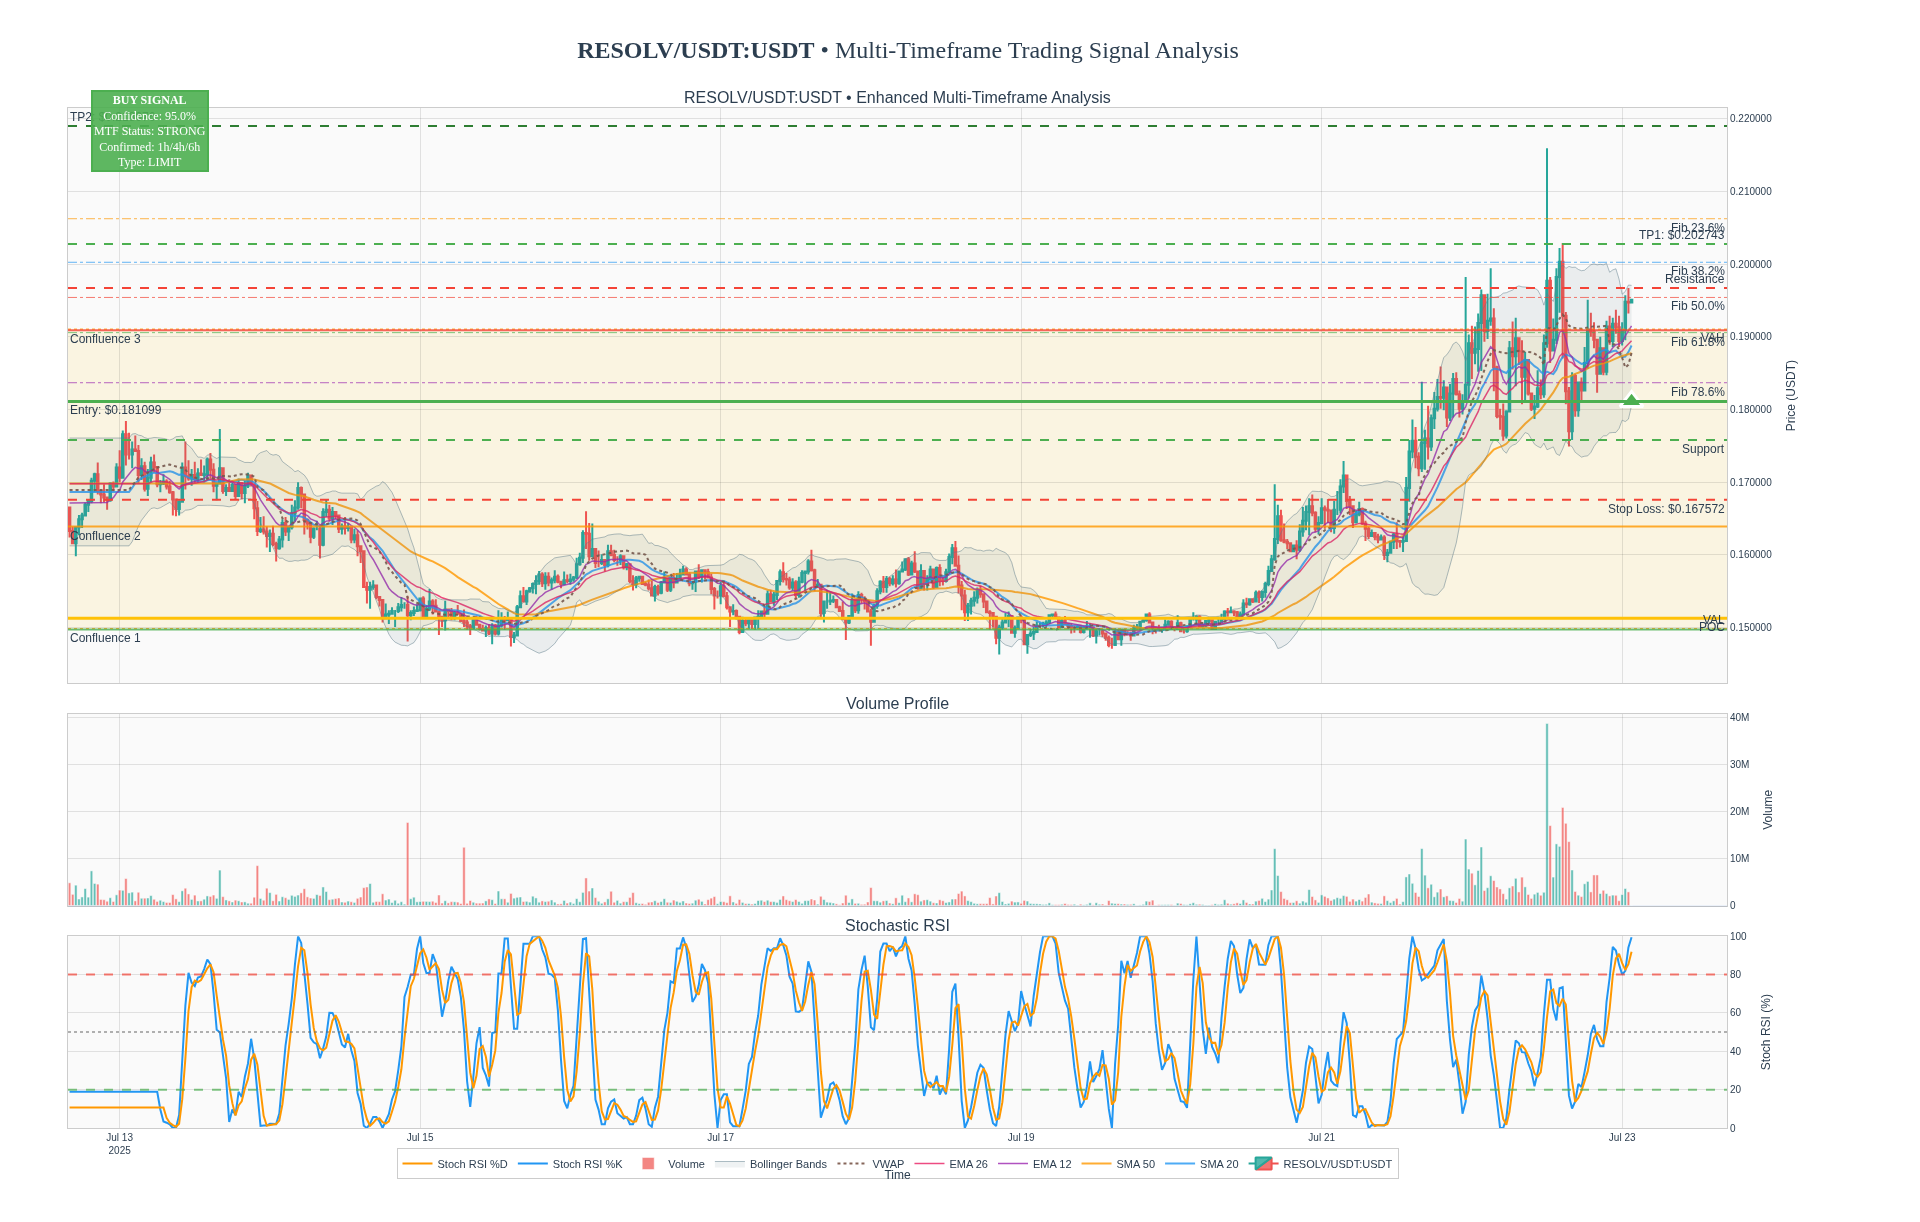 RESOLV/USDT:USDT • Multi-Timeframe Trading Signal Analysis
RESOLV/USDT:USDT • Enhanced Multi-Timeframe Analysis
BUY SIGNAL
Confidence: 95.0%
MTF Status: STRONG
Confirmed: 1h/4h/6h
Type: LIMIT
TP2
0.220000
0.210000
0.200000
0.190000
0.180000
0.170000
0.160000
0.150000
Price (USDT)
Fib 23.6%
TP1: $0.202743
Fib 38.2%
Resistance
Fib 50.0%
VAH
Fib 61.8%
Fib 78.6%
Support
Stop Loss: $0.167572
VAL
POC
Confluence 3
Entry: $0.181099
Confluence 2
Confluence 1
Volume Profile
40M
30M
20M
10M
0
Volume
Stochastic RSI
100
80
60
40
20
0
Stoch RSI (%)
Jul 13
2025
Jul 15
Jul 17
Jul 19
Jul 21
Jul 23
Stoch RSI %D
Stoch RSI %K
Volume
Bollinger Bands
VWAP
EMA 26
EMA 12
SMA 50
SMA 20
RESOLV/USDT:USDT
Time